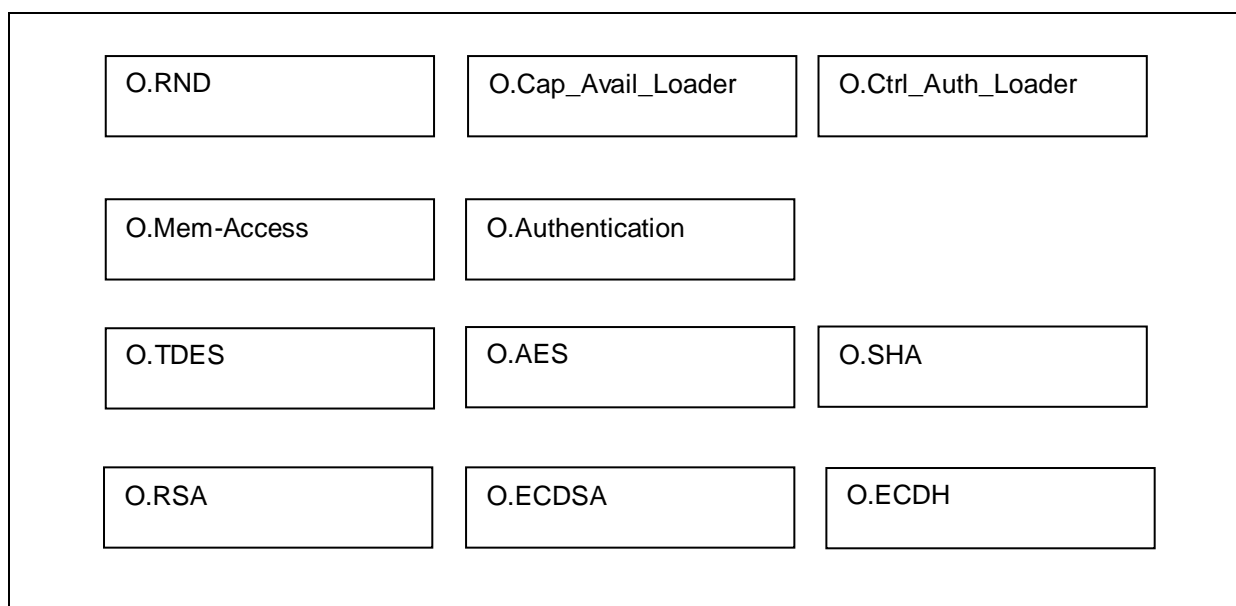 O.RND
O.Cap_Avail_Loader
O.Ctrl_Auth_Loader
O.Mem-Access
O.Authentication
O.TDES
O.AES
O.SHA
O.RSA
O.ECDSA
O.ECDH